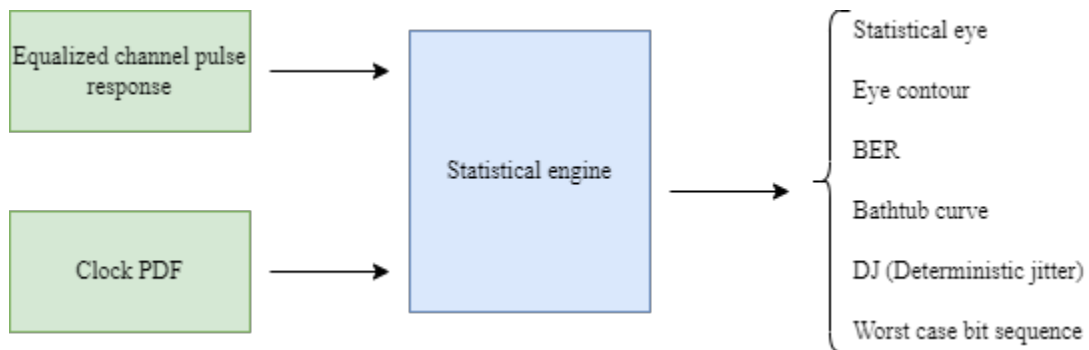 Equalized channel pulse
response
Clock PDF
Statistical engine
Statistical eye
Eye contour
BER
Bathtub curve
DJ (Deterministic jitter)
Worst case bit sequence